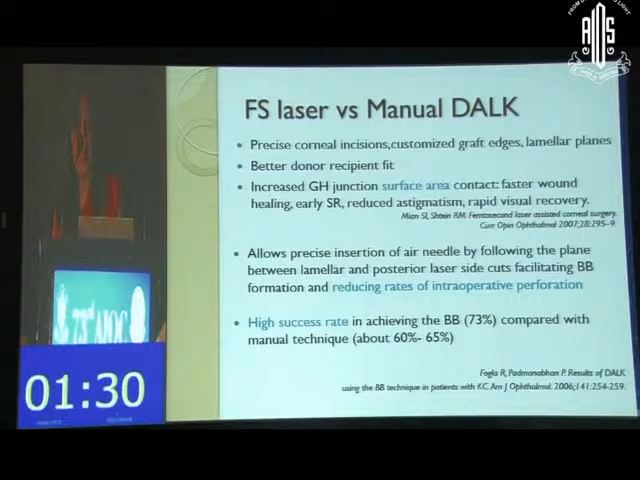 FS laser vs Manual DALK
Precise corneal incisions,customized graft edges, lamellar planes
Better donor recipient fit
Increased GH junction surface area contact: faster wound
healing, early SR, reduced astigmatism, rapid visual recovery.
Mian SI, Shtein RM. Femtosecond laser assisted corneal surgery.
Curr Opin Ophthalmol 2007;28:295-9.
Allows precise insertion of air needle by following the plane
between lamellar and posterior laser side cuts facilitating BB
formation and reducing rates of intraoperative perforation
High success rate in achieving the BB (73%) compared with
manual technique (about 60%- 65%)
Fogla R, Padmanabhan P. Results of DALK
using the BB technique in patients with KC. Am J Ophthalmol. 2006;141:254-259.
01:30